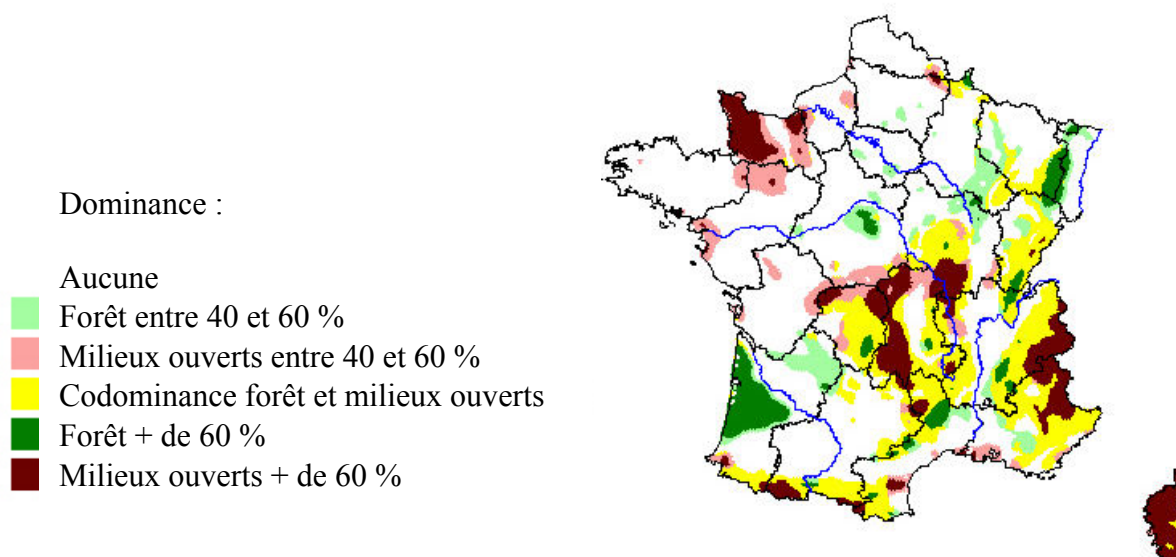 Dominance :
Aucune
Forêt entre 40 et 60 %
Milieux ouverts entre 40 et 60 %
Codominance forêt et milieux ouverts
Forêt + de 60 %
Milieux ouverts + de 60 %